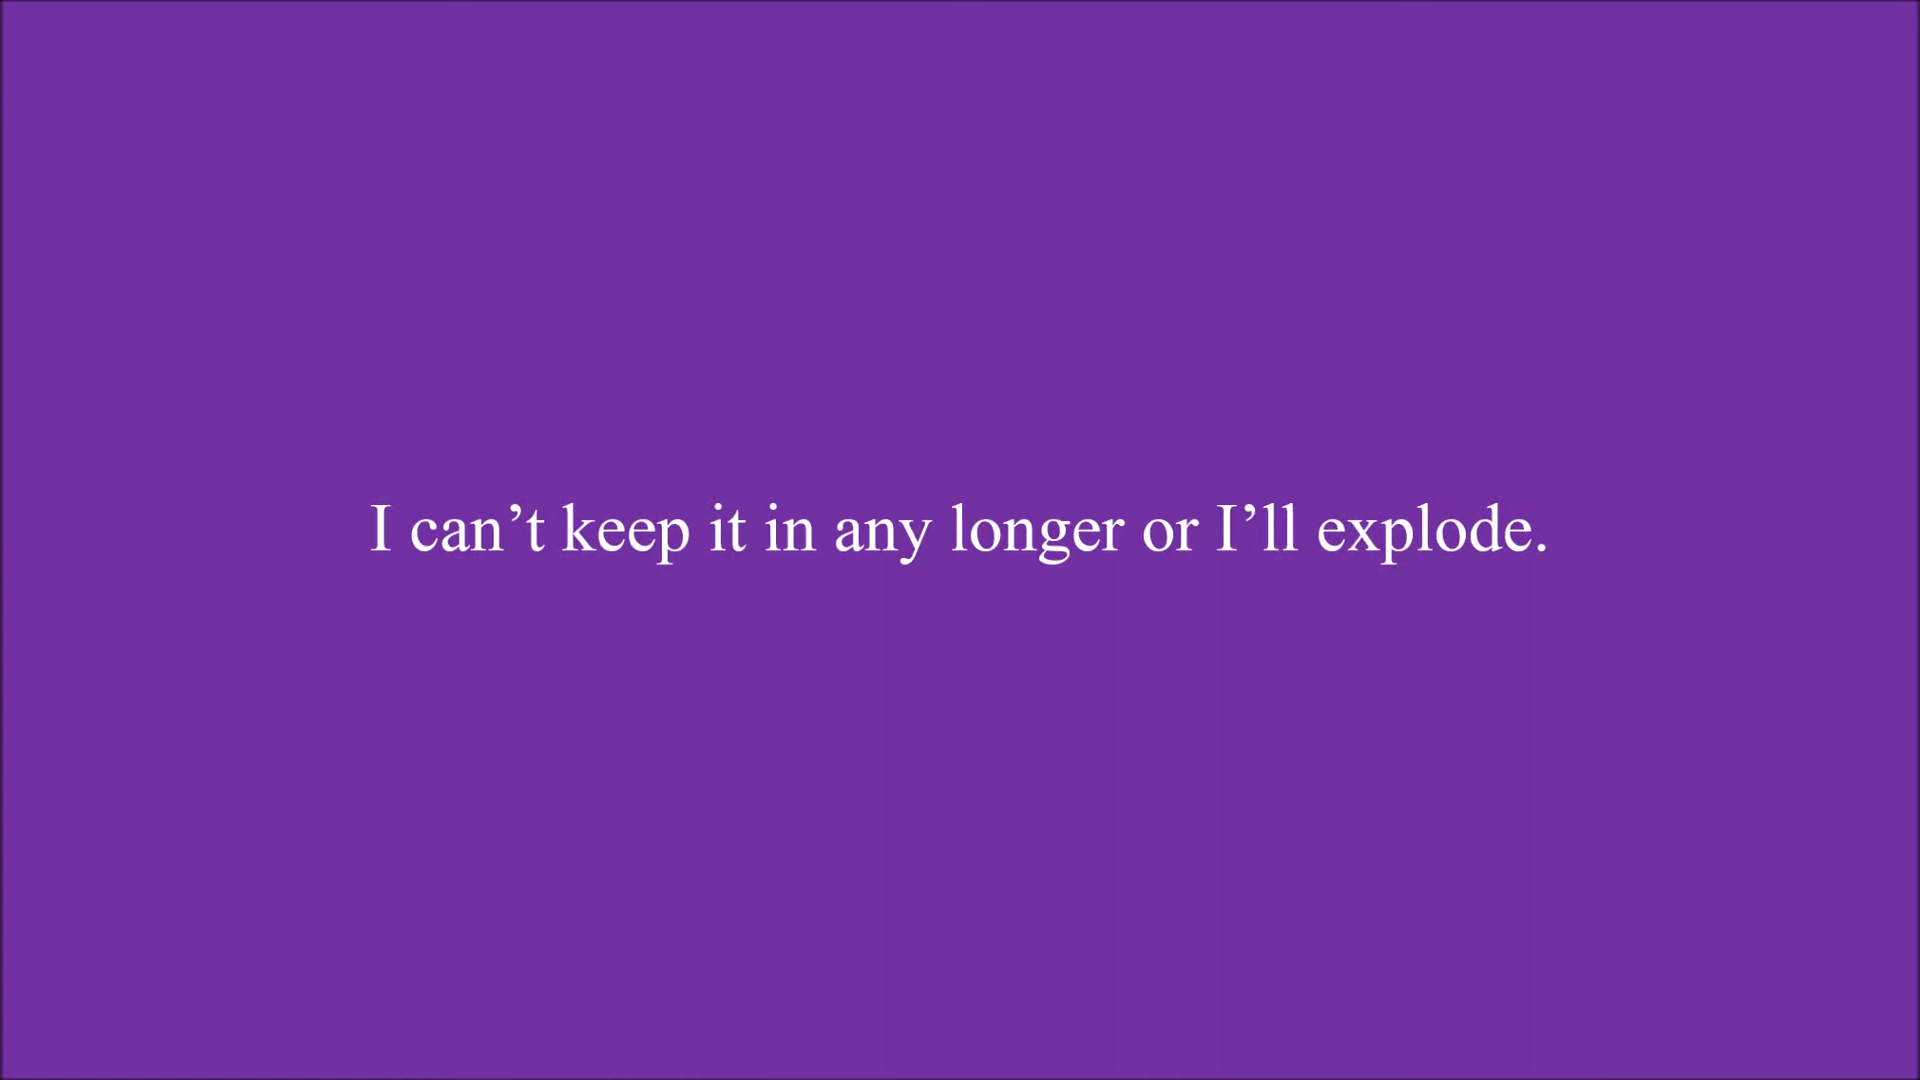 I can’t keep it in any longer or I’ll explode.